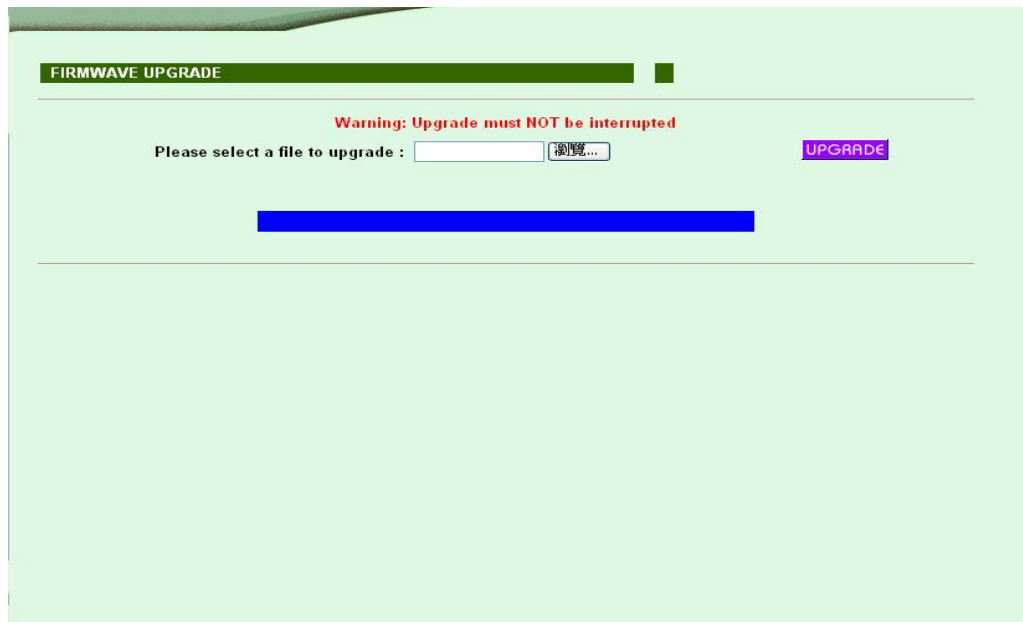 FIRMWAVE UPGRADE
Warning: Upgrade must NOT be interrupted
Please select a file to upgrade : 瀏覽... UPGRADE